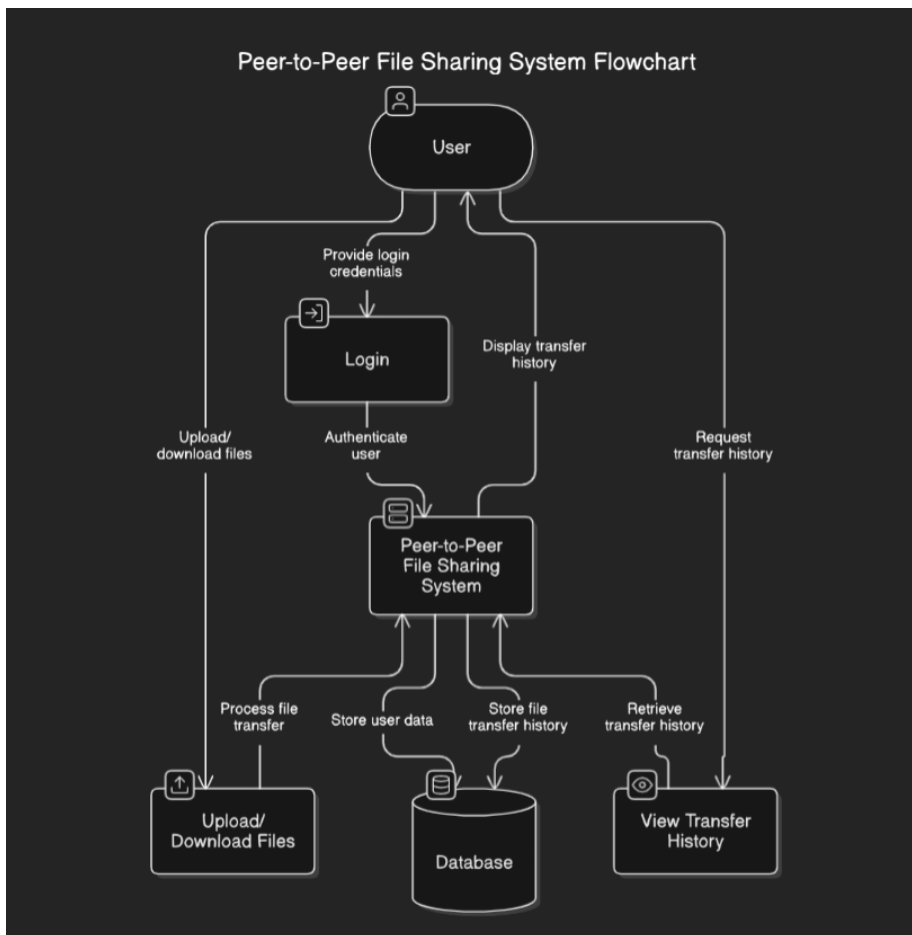 Peer-to-Peer File Sharing System Flowchart
User
Provide login
credentials
Login
Display transfer
history
Upload/
download files
Authenticate
user
Request
transfer history
Peer-to-Peer
File Sharing
System
Process file
transfer
Store user data
Store file
transfer history
Retrieve
transfer history
Upload/
Download Files
Database
View Transfer
History